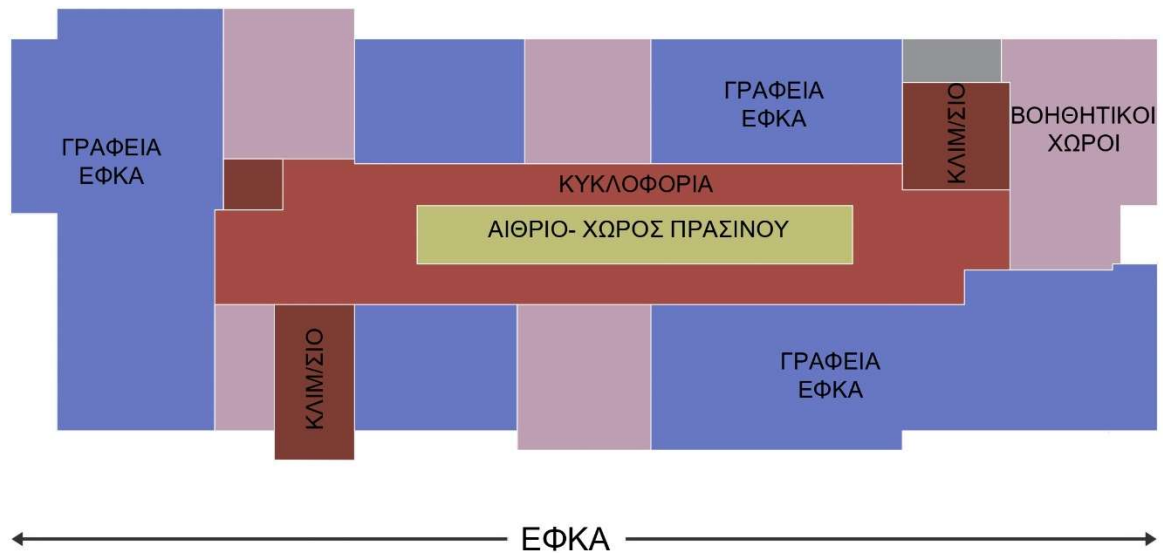 ΓΡΑΦΕΙΑ
ΕΦΚΑ
ΓΡΑΦΕΙΑ
ΕΦΚΑ
ΚΛΙΜ/ΣΙΟ
ΒΟΗΘΗΤΙΚΟΙ
ΧΩΡΟΙ
ΚΥΚΛΟΦΟΡΙΑ
ΑΙΘΡΙΟ- ΧΩΡΟΣ ΠΡΑΣΙΝΟΥ
ΚΛΙΜ/ΣΙΟ
ΓΡΑΦΕΙΑ
ΕΦΚΑ
ΕΦΚΑ